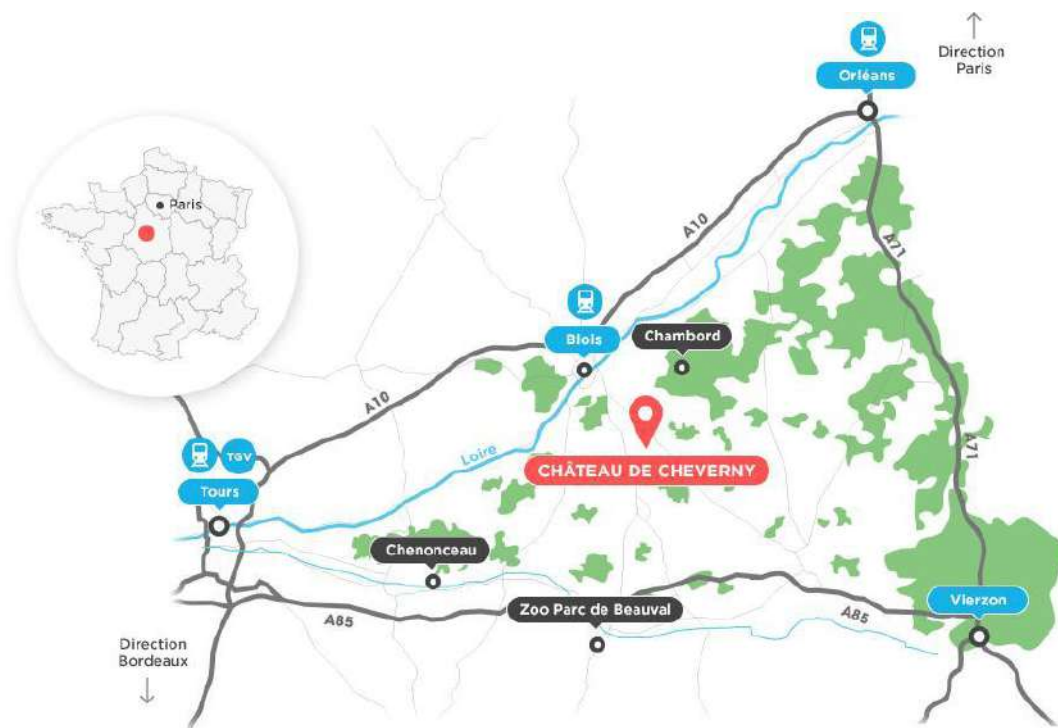 Direction
Paris
Orléans
Paris
A10
A71
Blois
Chambord
A10
A71
Loire
CHÂTEAU DE CHEVERNY
TGV
Tours
Chenonceau
Vierzon
Zoo Parc de Beauval
A85
A85
Direction
Bordeaux